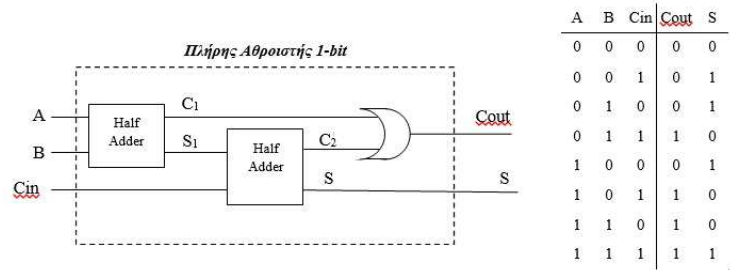 Πλήρης Αθροιστής 1-bit
A
B
Cin
Half
Adder
C1
S1
Half
Adder
C2
S
Cout
S
A B Cin Cout S
0 0 0 0 0
0 0 1 0 1
0 1 0 0 1
0 1 1 1 0
1 0 0 0 1
1 0 1 1 0
1 1 0 1 0
1 1 1 1 1